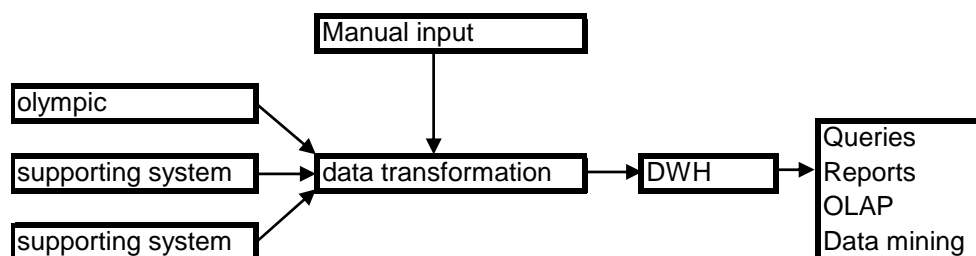 Manual input
olympic
supporting system
data transformation
DWH
supporting system
Queries
Reports
OLAP
Data mining